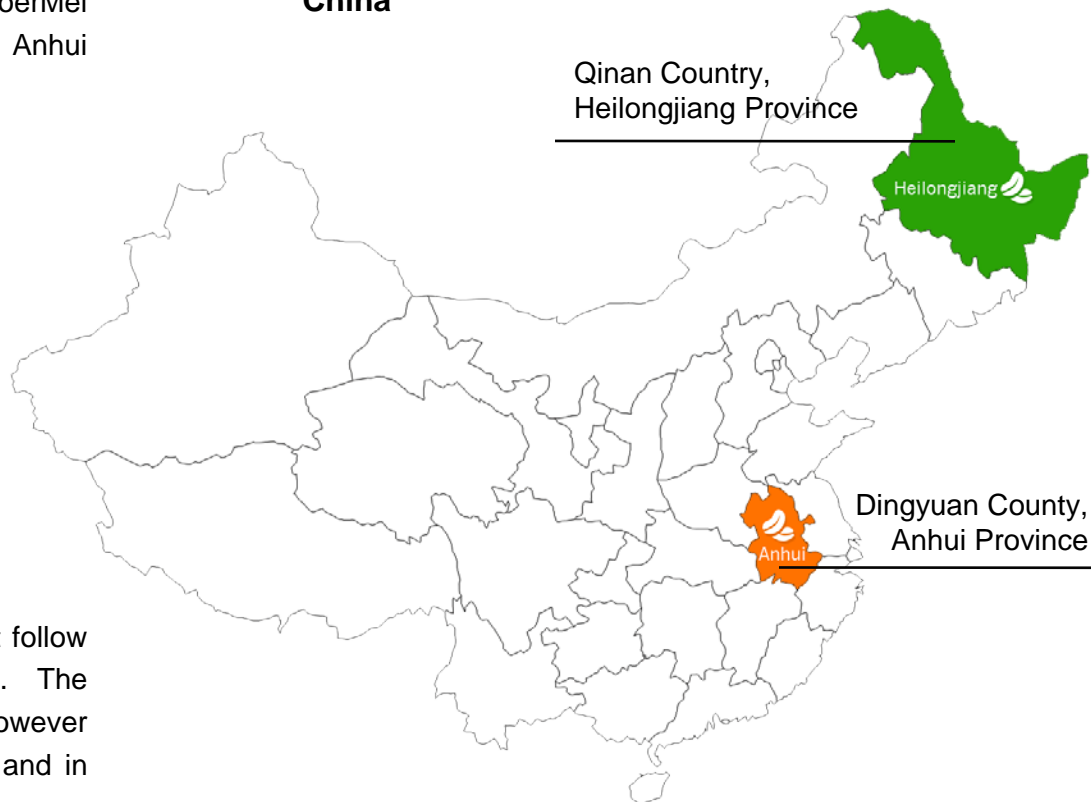 Anhui
China
Qinan Country,
Heilongjiang Province
Heilongjiang
Dingyuan County,
Anhui Province
Anhui
follow
. The
owever
and in